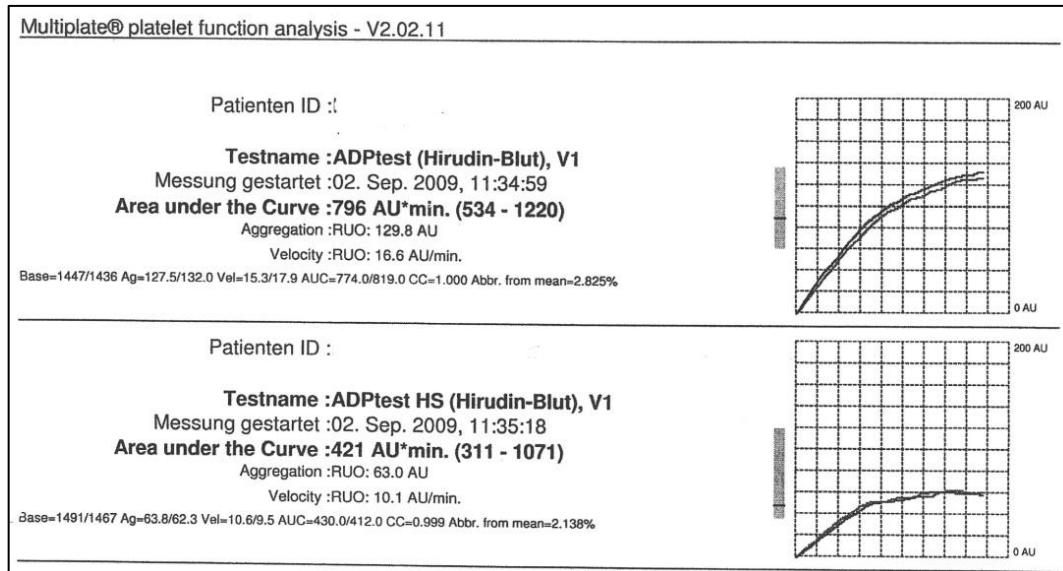 Multiplate® platelet function analysis - V2.02.11
Patienten ID :
200 AU
Testname :ADPtest (Hirudin-Blut), V1
Messung gestartet :02. Sep. 2009, 11:34:59
Area under the Curve :796 AU*min. (534 - 1220)
Aggregation :RUO: 129.8 AU
Velocity :RUO: 16.6 AU/min.
Base=1447/1436 Ag=127.5/132.0 Vel=15.3/17.9 AUC=774.0/819.0 CC=1.000 Abbr. from mean=2.825%
0 AU
Patienten ID :
200 AU
Testname :ADPtest HS (Hirudin-Blut), V1
Messung gestartet :02. Sep. 2009, 11:35:18
Area under the Curve :421 AU*min. (311 - 1071)
Aggregation :RUO: 63.0 AU
Velocity :RUO: 10.1 AU/min.
Base=1491/1467 Ag=63.8/62.3 Vel=10.6/9.5 AUC=430.0/412.0 CC=0.999 Abbr. from mean=2.138%
0 AU